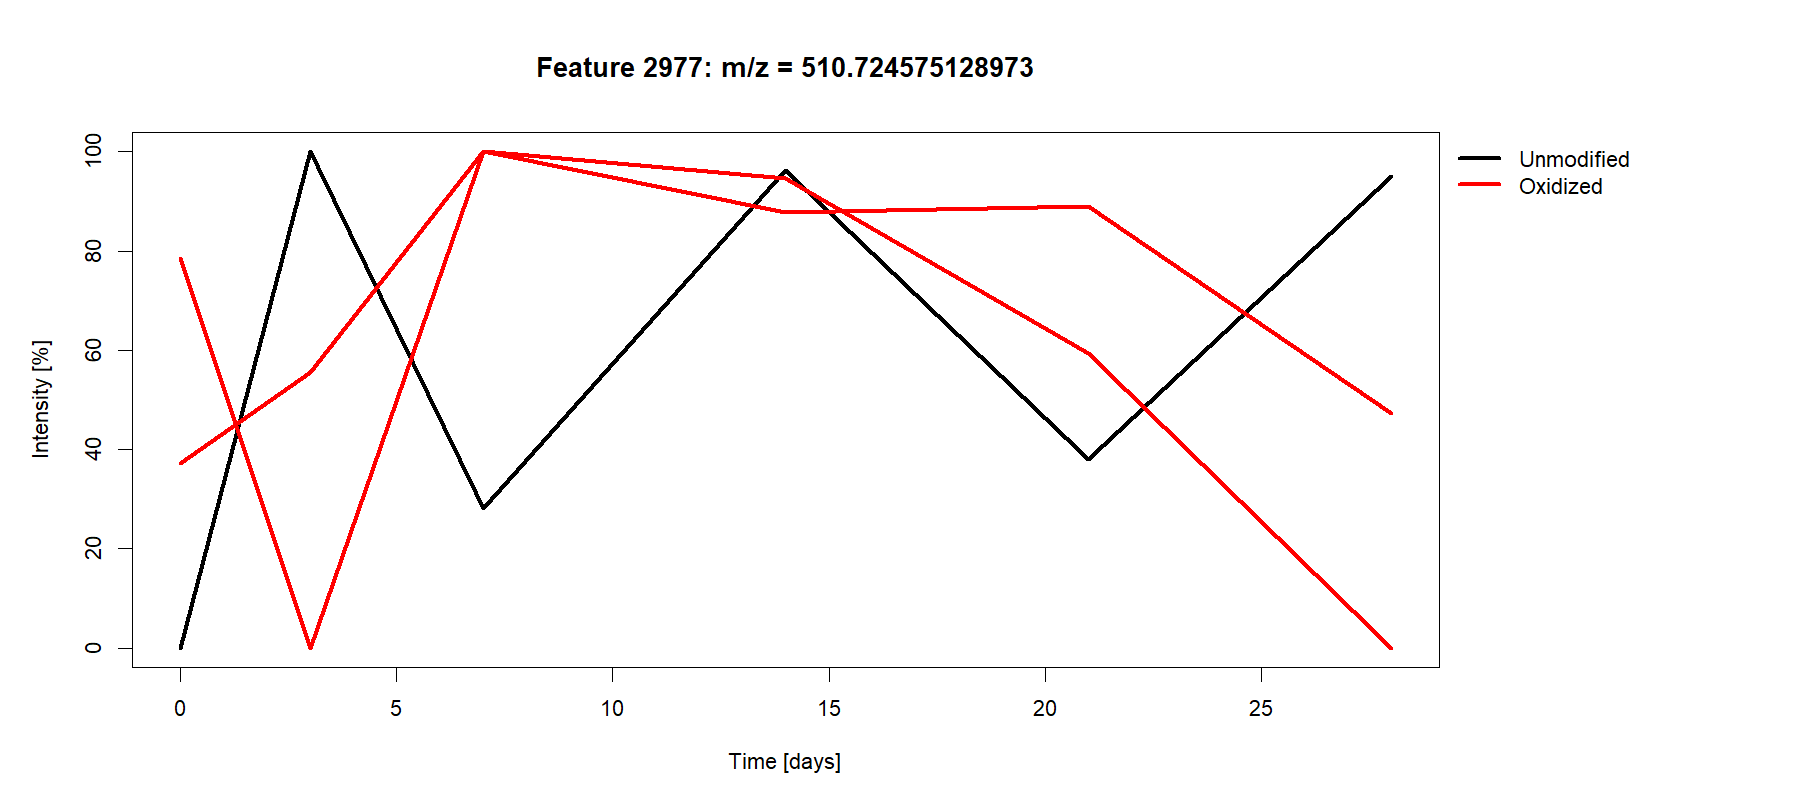 Feature 2977: m/z = 510.724575128973
Unmodified
Oxidized
Intensity [%]
100
80
60
40
20
0
0 5 10 15 20 25
Time [days]